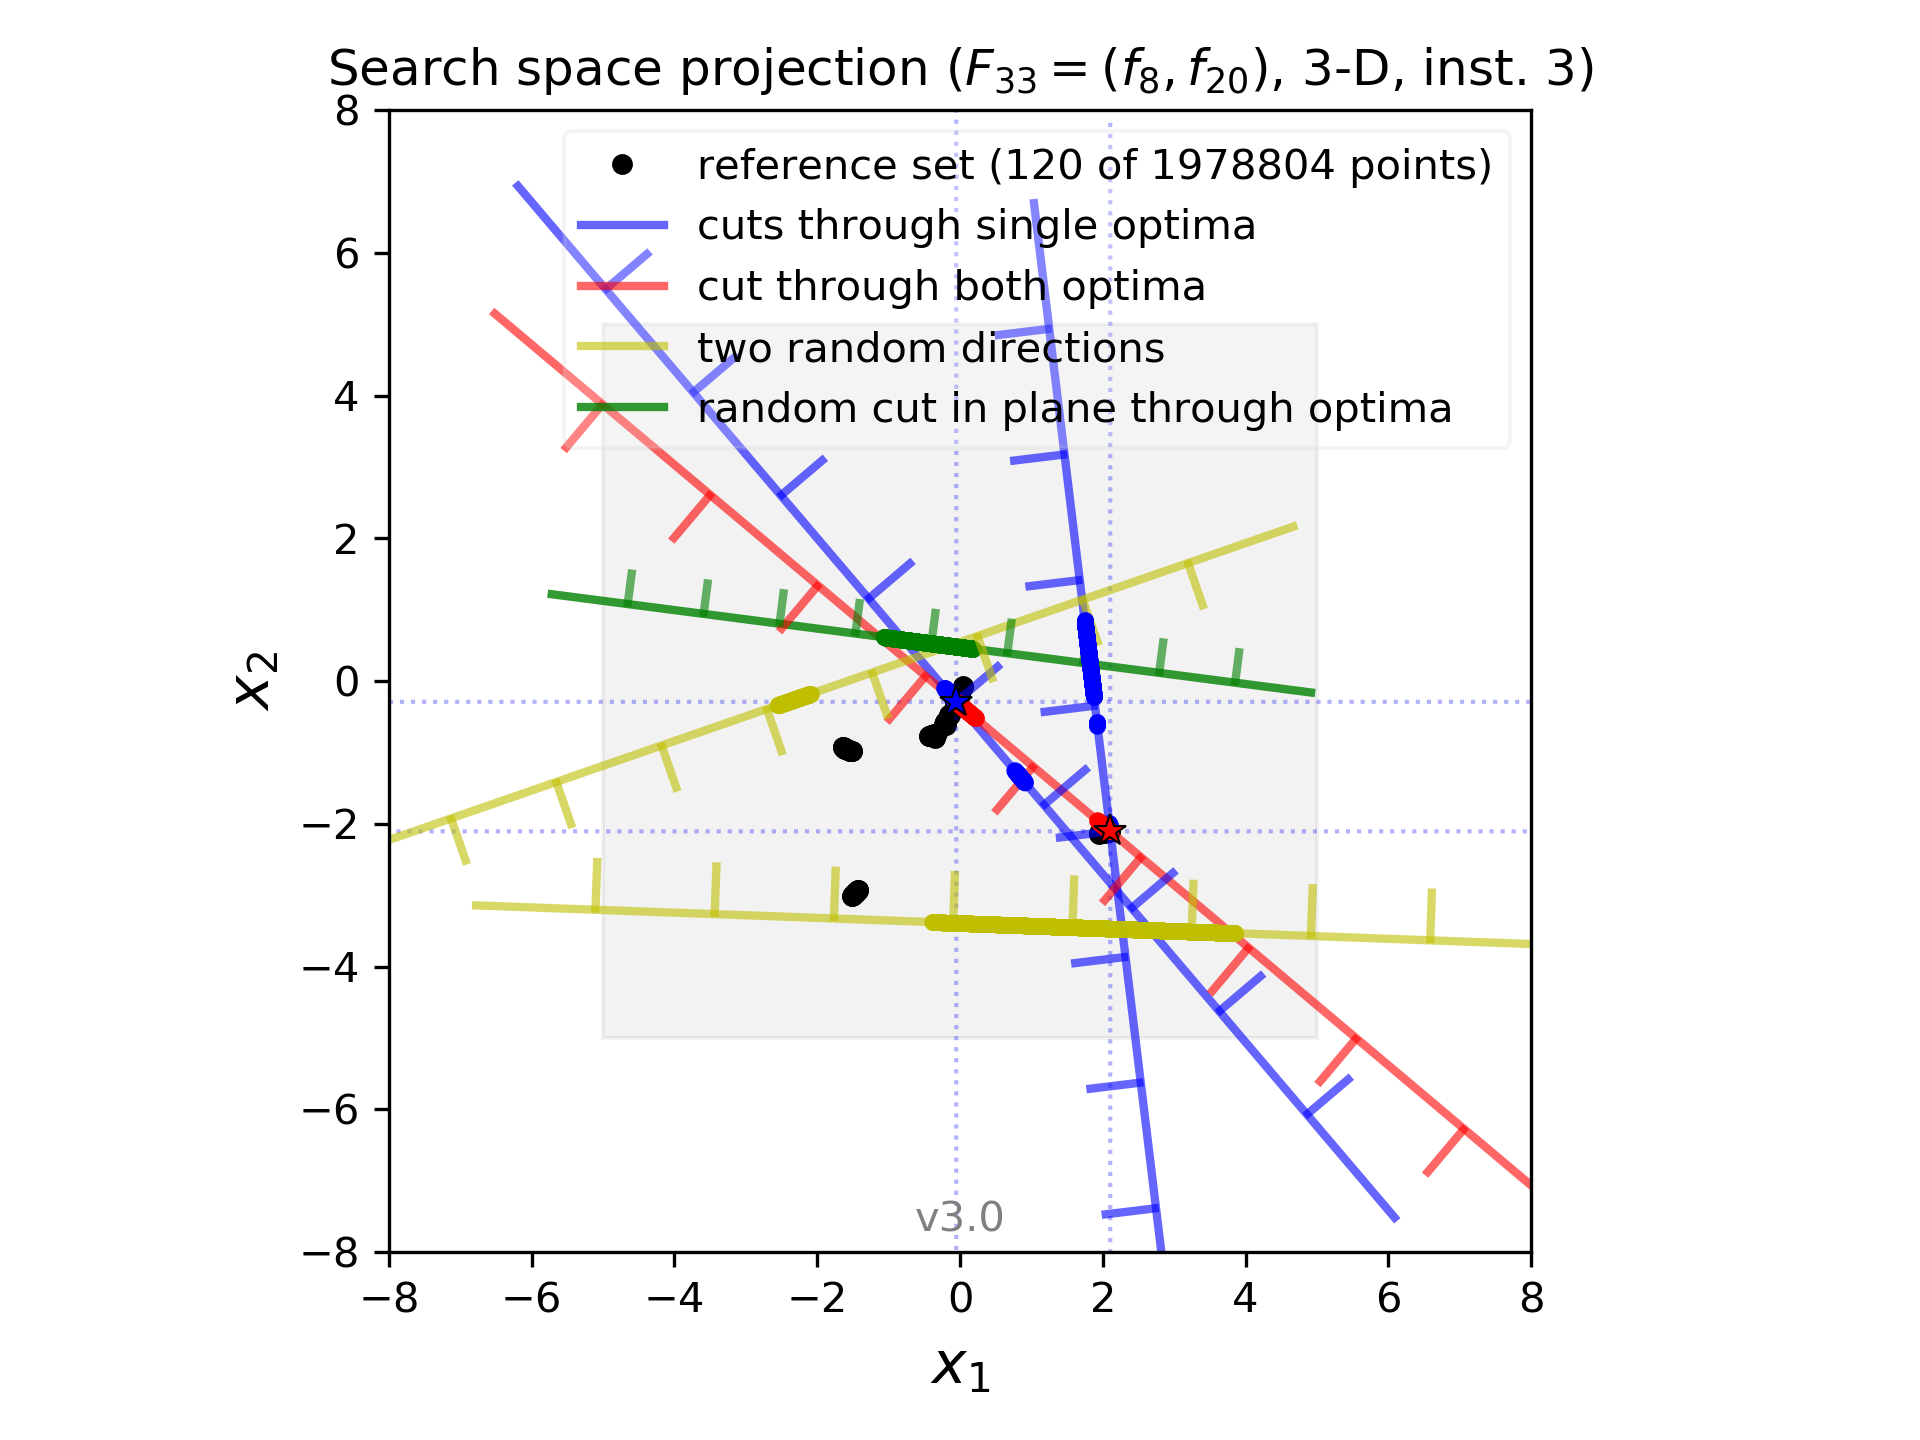 Search space projection (F33 = (f8, f20), 3-D, inst. 3)
reference set (120 of 1978804 points)
cuts through single optima
cut through both optima
two random directions
random cut in plane through optima
8
6
4
2
0
−2
−4
−6
−8
x2
v3.0
−8 −6 −4 −2 0 2 4 6 8
x1